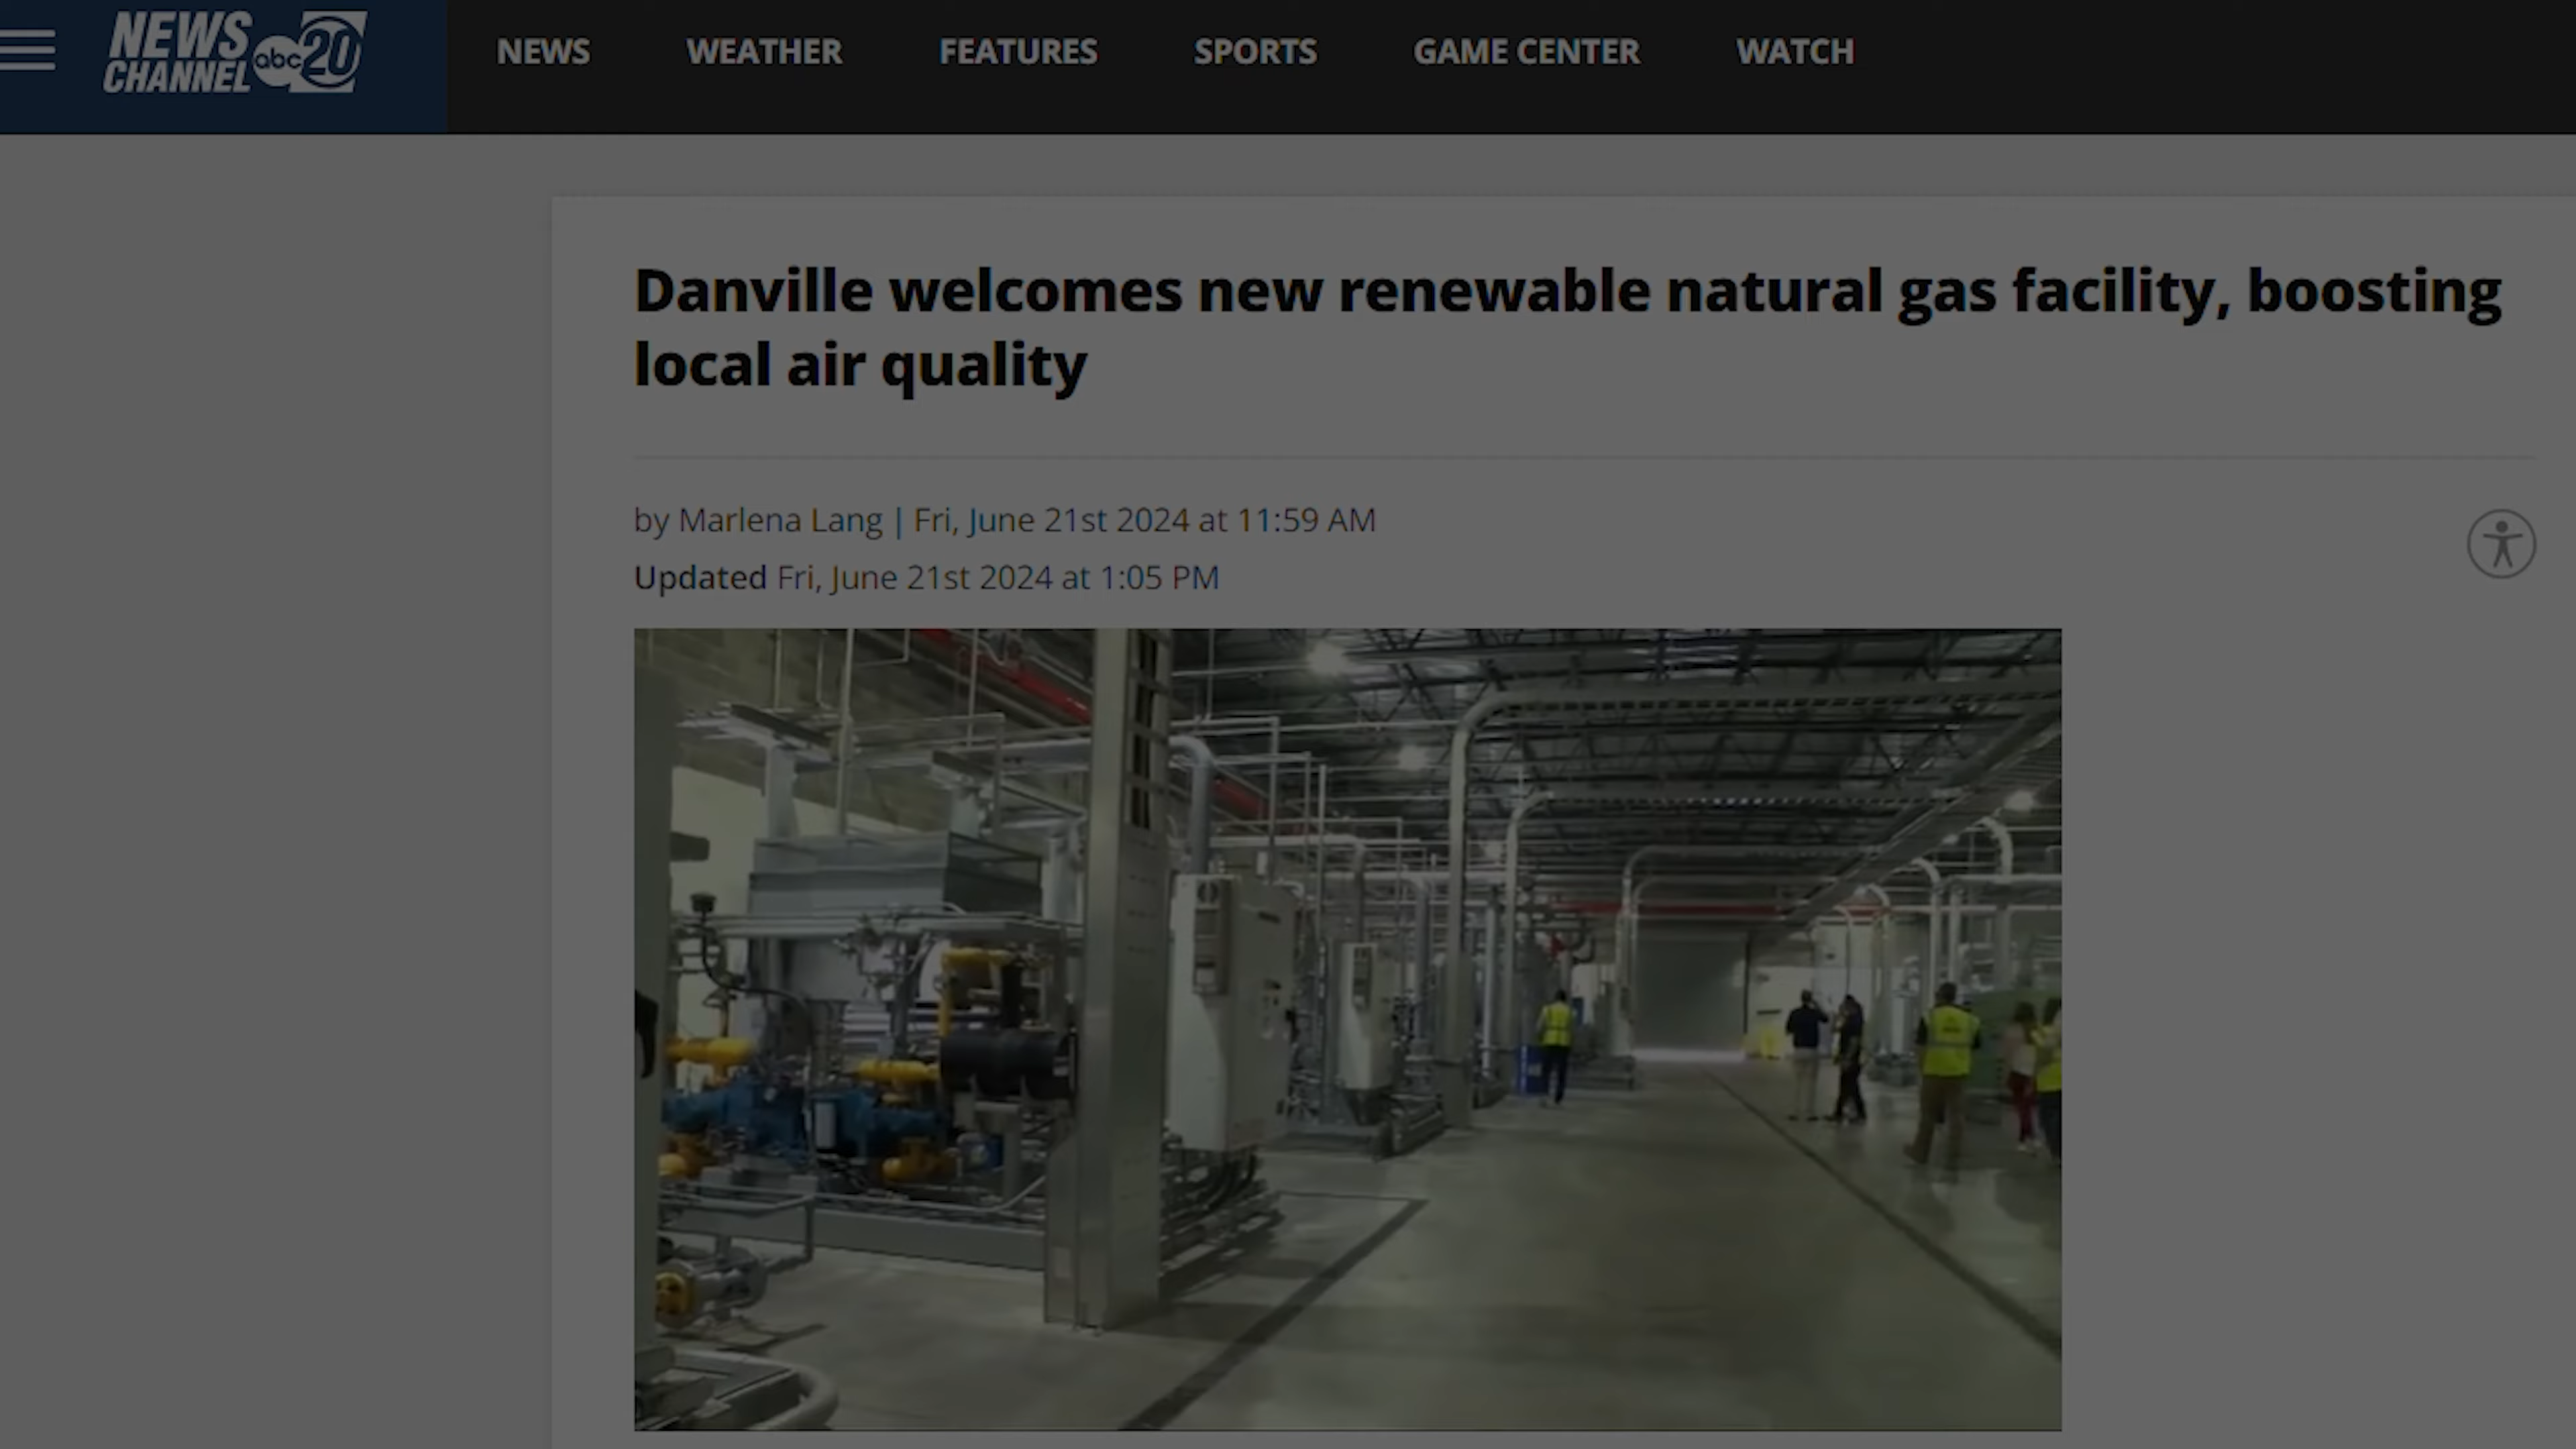 NEWS
CHANNEL abc 20
NEWS WEATHER FEATURES SPORTS GAME CENTER WATCH
Danville welcomes new renewable natural gas facility, boosting
local air quality
by Marlena Lang | Fri, June 21st 2024 at 11:59 AM
Updated Fri, June 21st 2024 at 1:05 PM